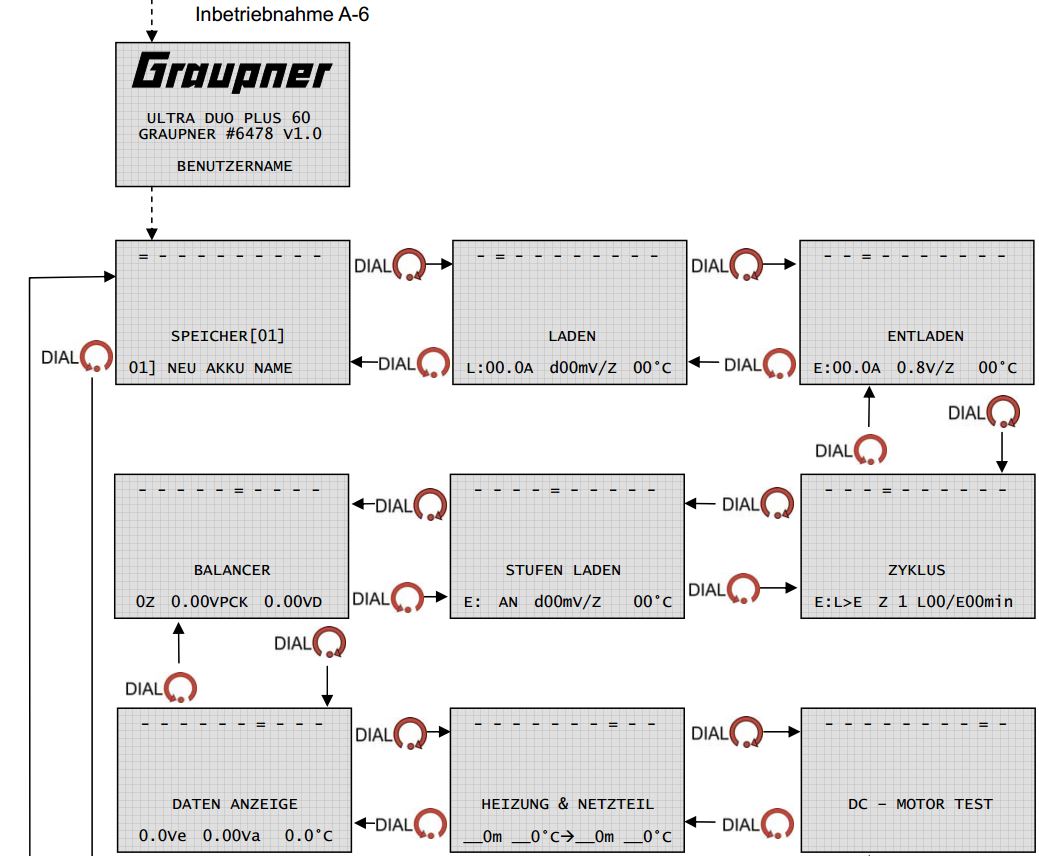 Inbetriebnahme A-6
Graupner
ULTRA DUO PLUS 60
GRAUPNER #6478 V1.0
BENUTZERNAME
= - - - - - - - - -
SPEICHER[01]
01] NEU AKKU NAME
DIAL
DIAL
DIAL
- = - - - - - - - -
LADEN
L:00.0A d00mV/Z 00°C
DIAL
DIAL
- - = - - - - - - -
ENTLADEN
E:00.0A 0.8V/Z 00°C
DIAL
DIAL
- - - - - = - - - -
BALANCER
0Z 0.00VPCK 0.00VD
DIAL
DIAL
- - - - = - - - - -
STUFEN LADEN
E: AN d00mV/Z 00°C
DIAL
DIAL
- - - = - - - - - -
ZYKLUS
E:L>E Z 1 L00/E00min
DIAL
DIAL
- - - - - - = - - -
DATEN ANZEIGE
0.0Ve 0.00Va 0.0°C
DIAL
DIAL
- - - - - - - = - -
HEIZUNG & NETZTEIL
__0m __0°C→__0m __0°C
DIAL
DIAL
- - - - - - - - = -
DC - MOTOR TEST